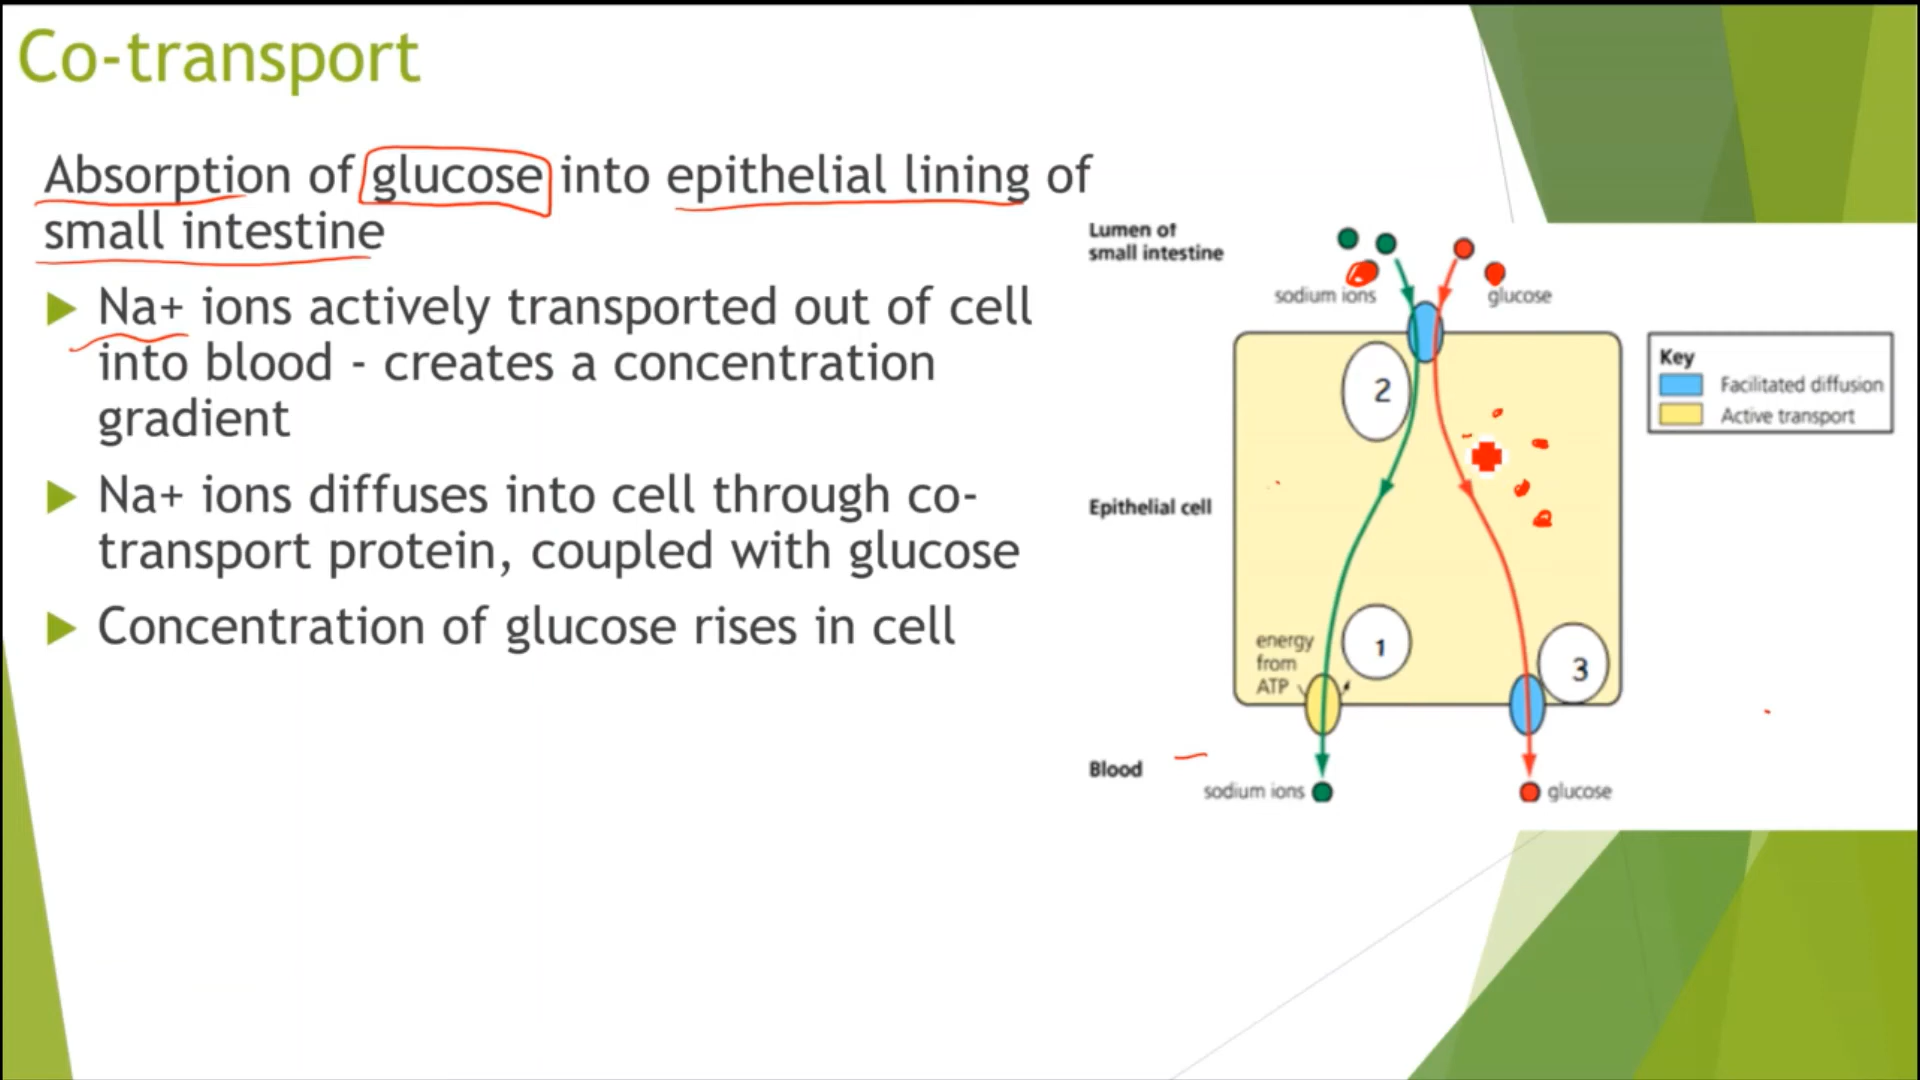 Co-transport
Absorption of glucose into epithelial lining of
small intestine
Na+ ions actively transported out of cell
into blood - creates a concentration
gradient
Na+ ions diffuses into cell through co-
transport protein, coupled with glucose
Concentration of glucose rises in cell
Lumen of
small intestine
sodium ions
glucose
Key
Facilitated diffusion
Active transport
2
Epithelial cell
energy
from
ATP
1
3
Blood
sodium ions
glucose